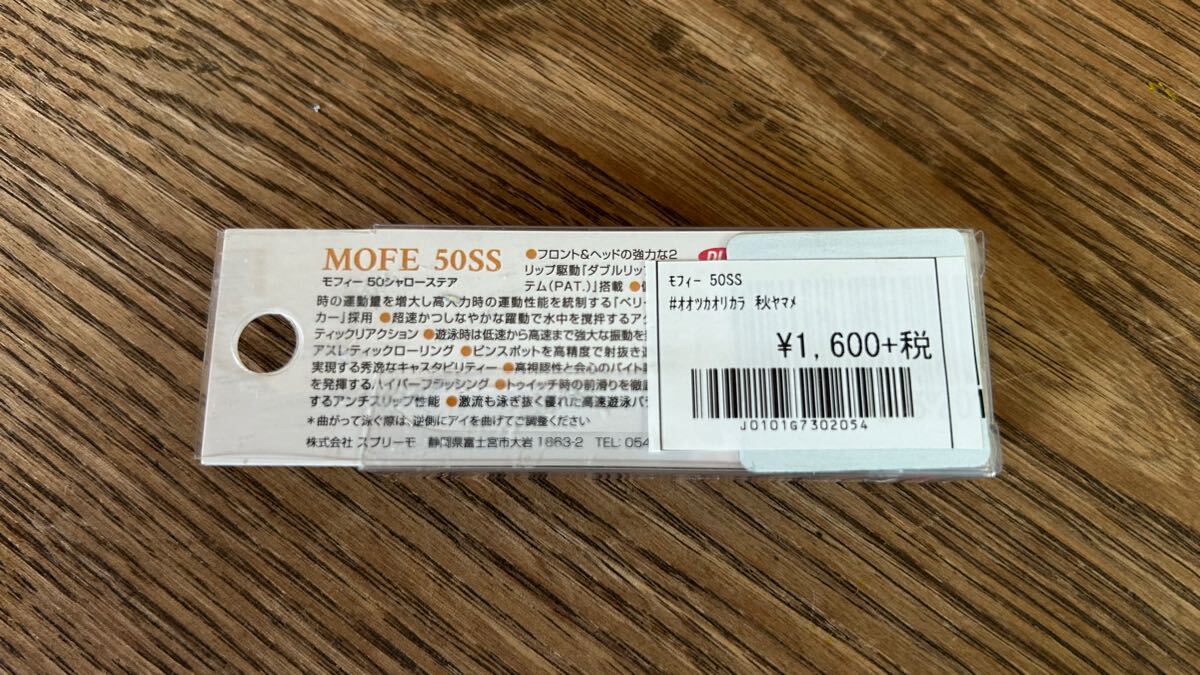 MOFE 50SS
モフィー 50シャローステア
●フロント&ヘッドの強力な2
リップ駆動「ダブルリッ
テム(PAT.)」搭載 ●
時の運動量を増大し高入力時の運動性能を統制する「ベリー
カー」採用 ●超速かつしなやかな躍動で水中を撹拌するア
ティックリアクション ●遊泳時は低速から高速まで強大な振動を
アスレティックローリング ●ピンスポットを高精度で射抜き
実現する秀逸なキャスタビリティー ●高視認性と会心のバイト
を発揮するハイパーフラッシング ●トゥイッチ時の前滑りを徹
するアンチスリップ性能 ●激流も泳ぎ抜く優れた高速遊泳バ
＊曲がって泳ぐ際は、逆側にアイを曲げてご調整ください
株式会社 スプリーモ 静岡県富士宮市大岩1863-2 TEL:054
モフィー 50SS
#オオツカオリカラ 秋ヤマメ
¥1,600+税
J0101G7302054